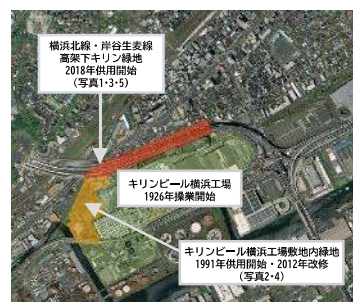 横浜北線・岸谷生麦線
高架下キリン緑地
2018年供用開始
（写真1・3・5）
キリンビール横浜工場
1926年操業開始
キリンビール横浜工場敷地内緑地
1991年供用開始・2012年改修
（写真2・4）